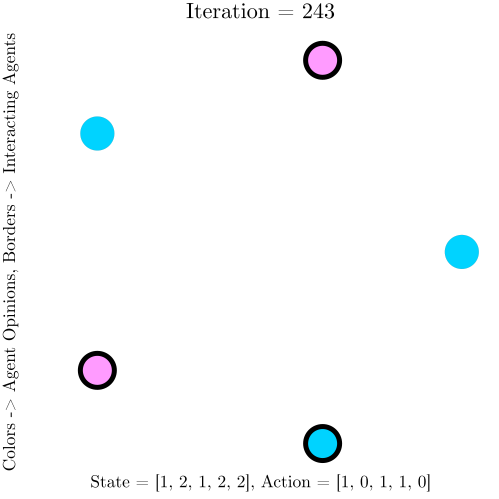 Iteration = 243
Colors -> Agent Opinions, Borders -> Interacting Agents
State = [1, 2, 1, 2, 2], Action = [1, 0, 1, 1, 0]